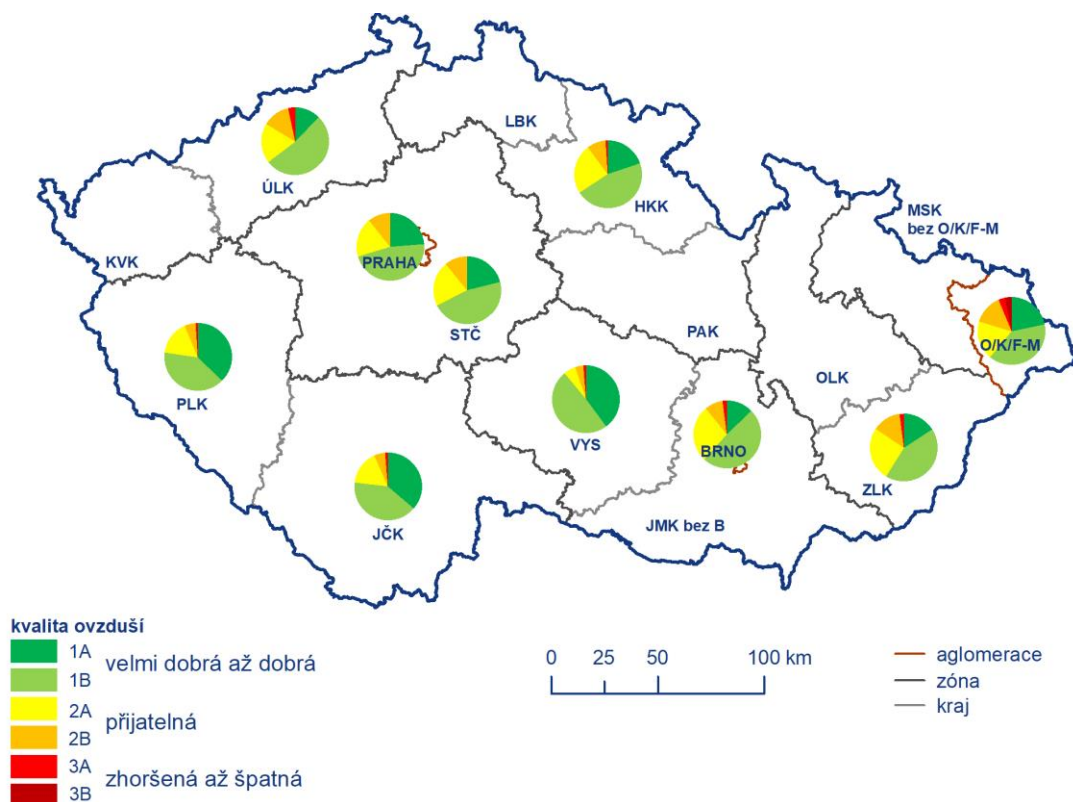 LBK
ÚLK
HKK
MSK
bez O/K/F-M
KVK
PRAHA
STČ
PAK
O/K/F-M
PLK
OLK
VYS
BRNO
ZLK
JČK
JMK bez B
kvalita ovzduší
1A
velmi dobrá až dobrá
1B
2A
přijatelná
2B
3A
zhoršená až špatná
3B
0 25 50 100 km
aglomerace
zóna
kraj